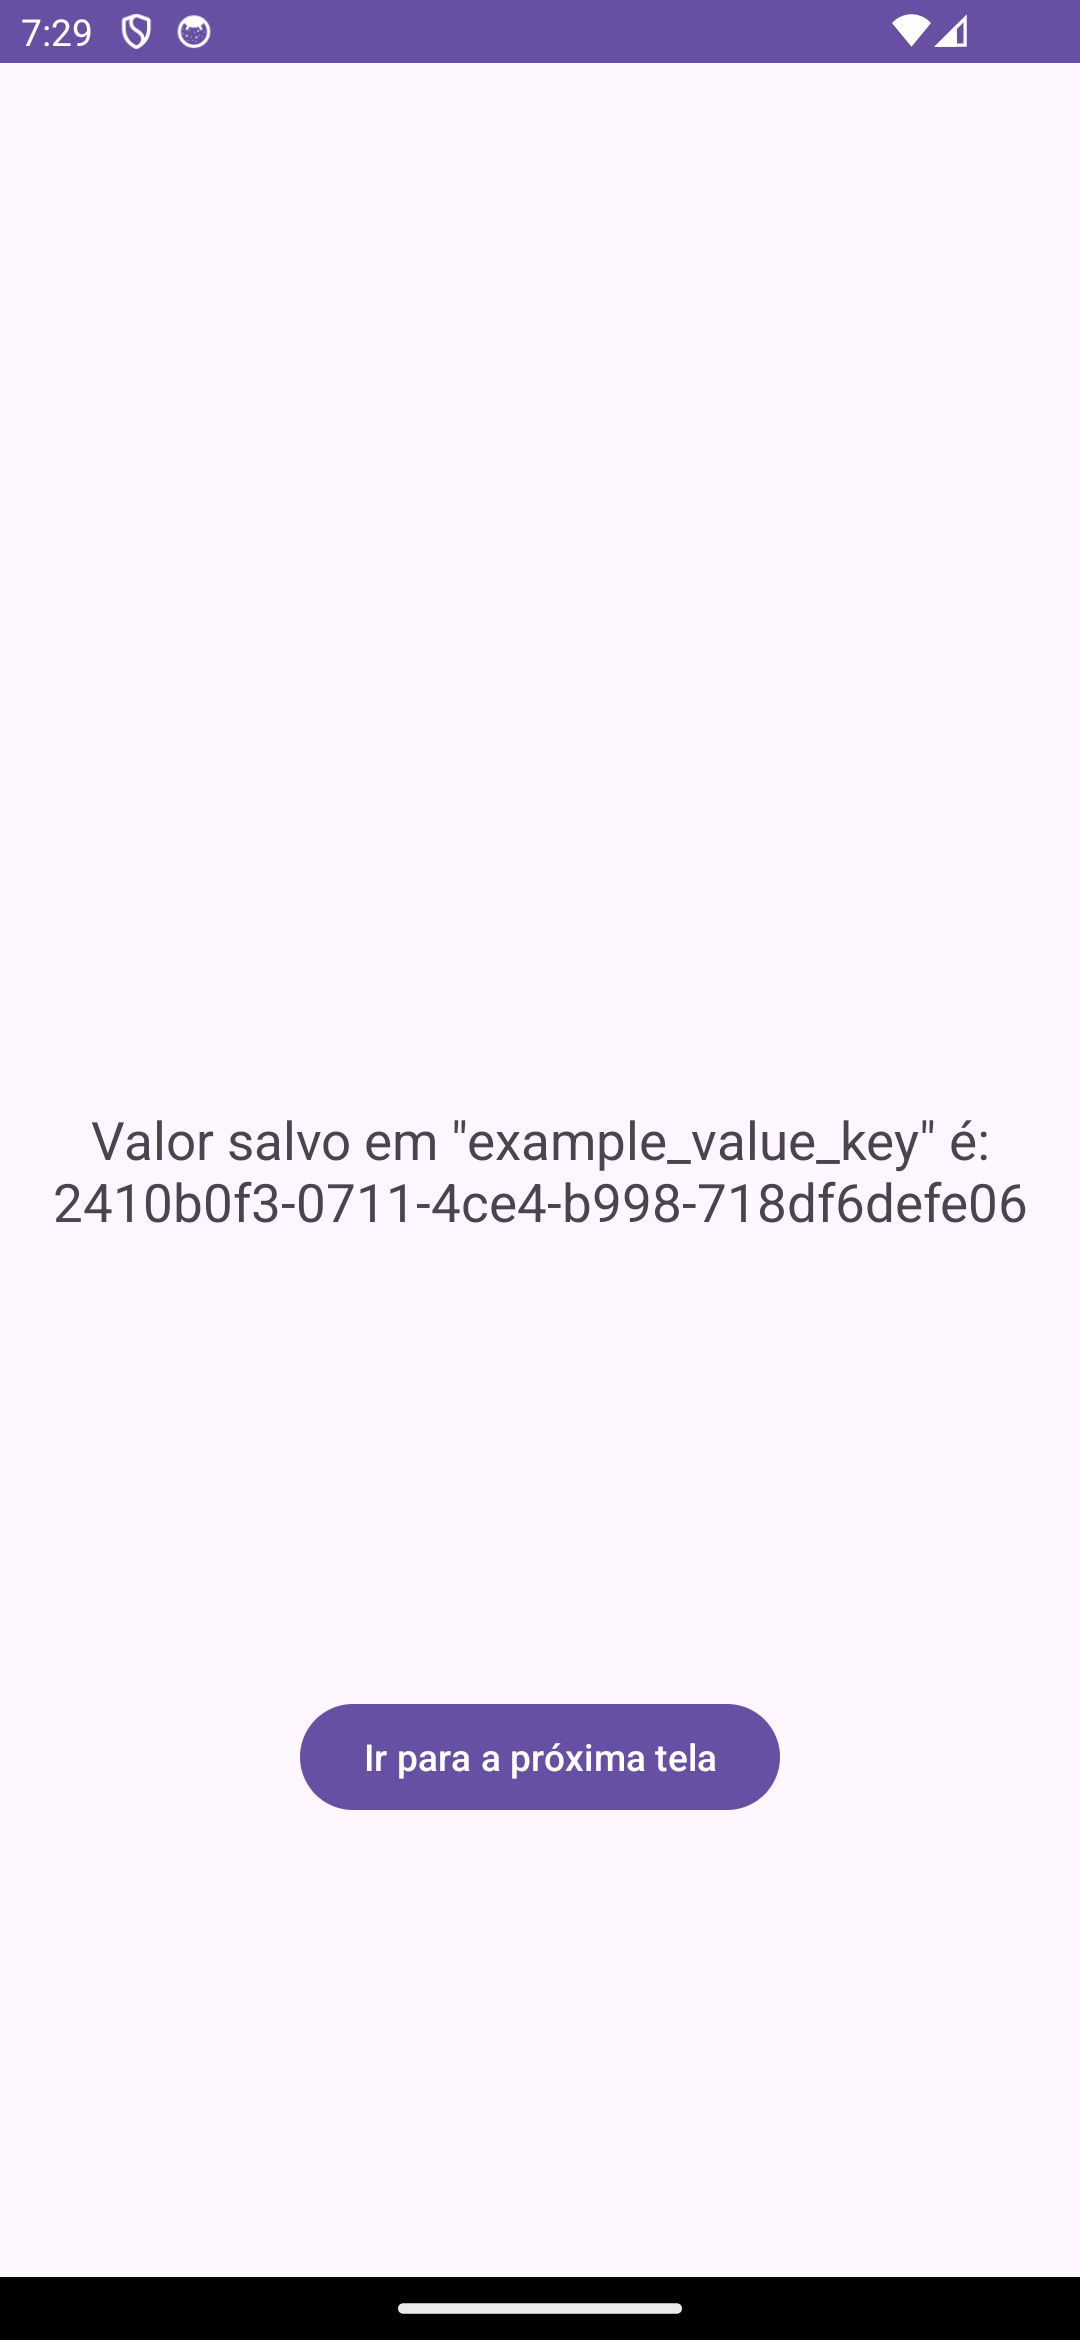 7:29
Valor salvo em "example_value_key" é:
2410b0f3-0711-4ce4-b998-718df6defe06
Ir para a próxima tela